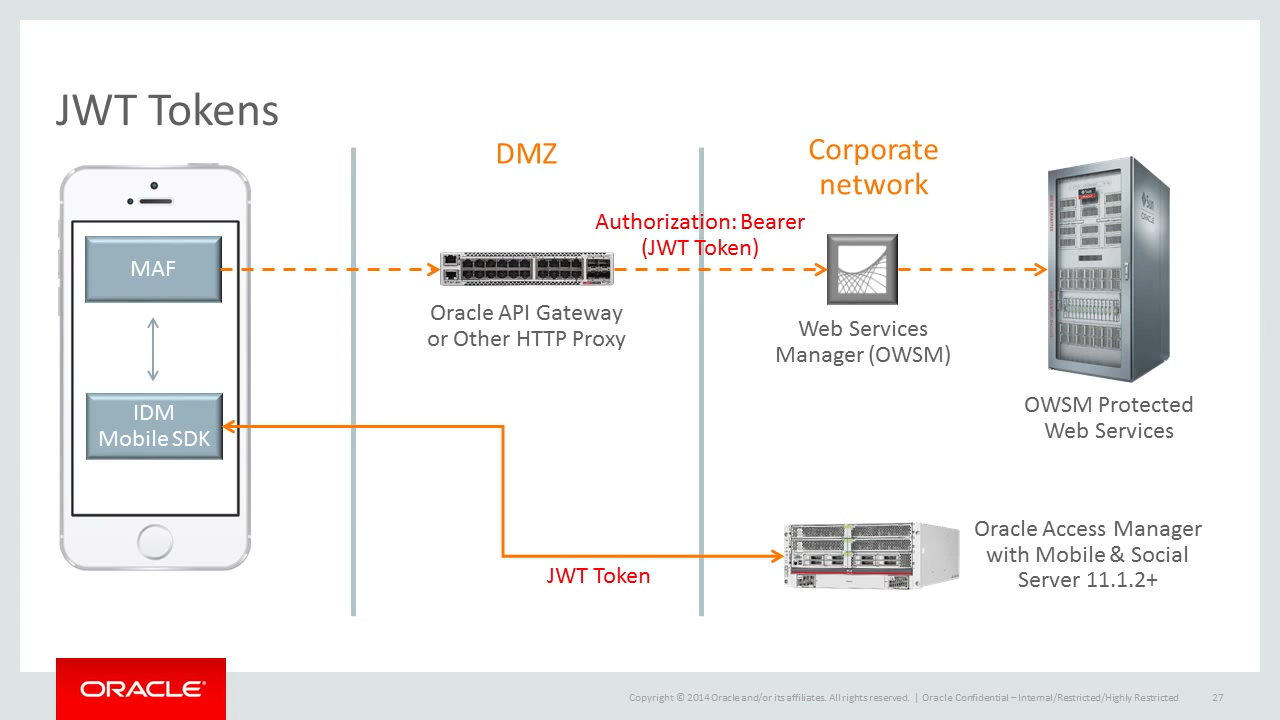 JWT Tokens
DMZ
Corporate
network
Authorization: Bearer
(JWT Token)
MAF
Oracle API Gateway
or Other HTTP Proxy
Web Services
Manager (OWSM)
IDM
Mobile SDK
OWSM Protected
Web Services
Oracle Access Manager
with Mobile & Social
Server 11.1.2+
JWT Token
ORACLE®
Copyright © 2014 Oracle and/or its affiliates. All rights reserved. | Oracle Confidential – Internal/Restricted/Highly Restricted
27